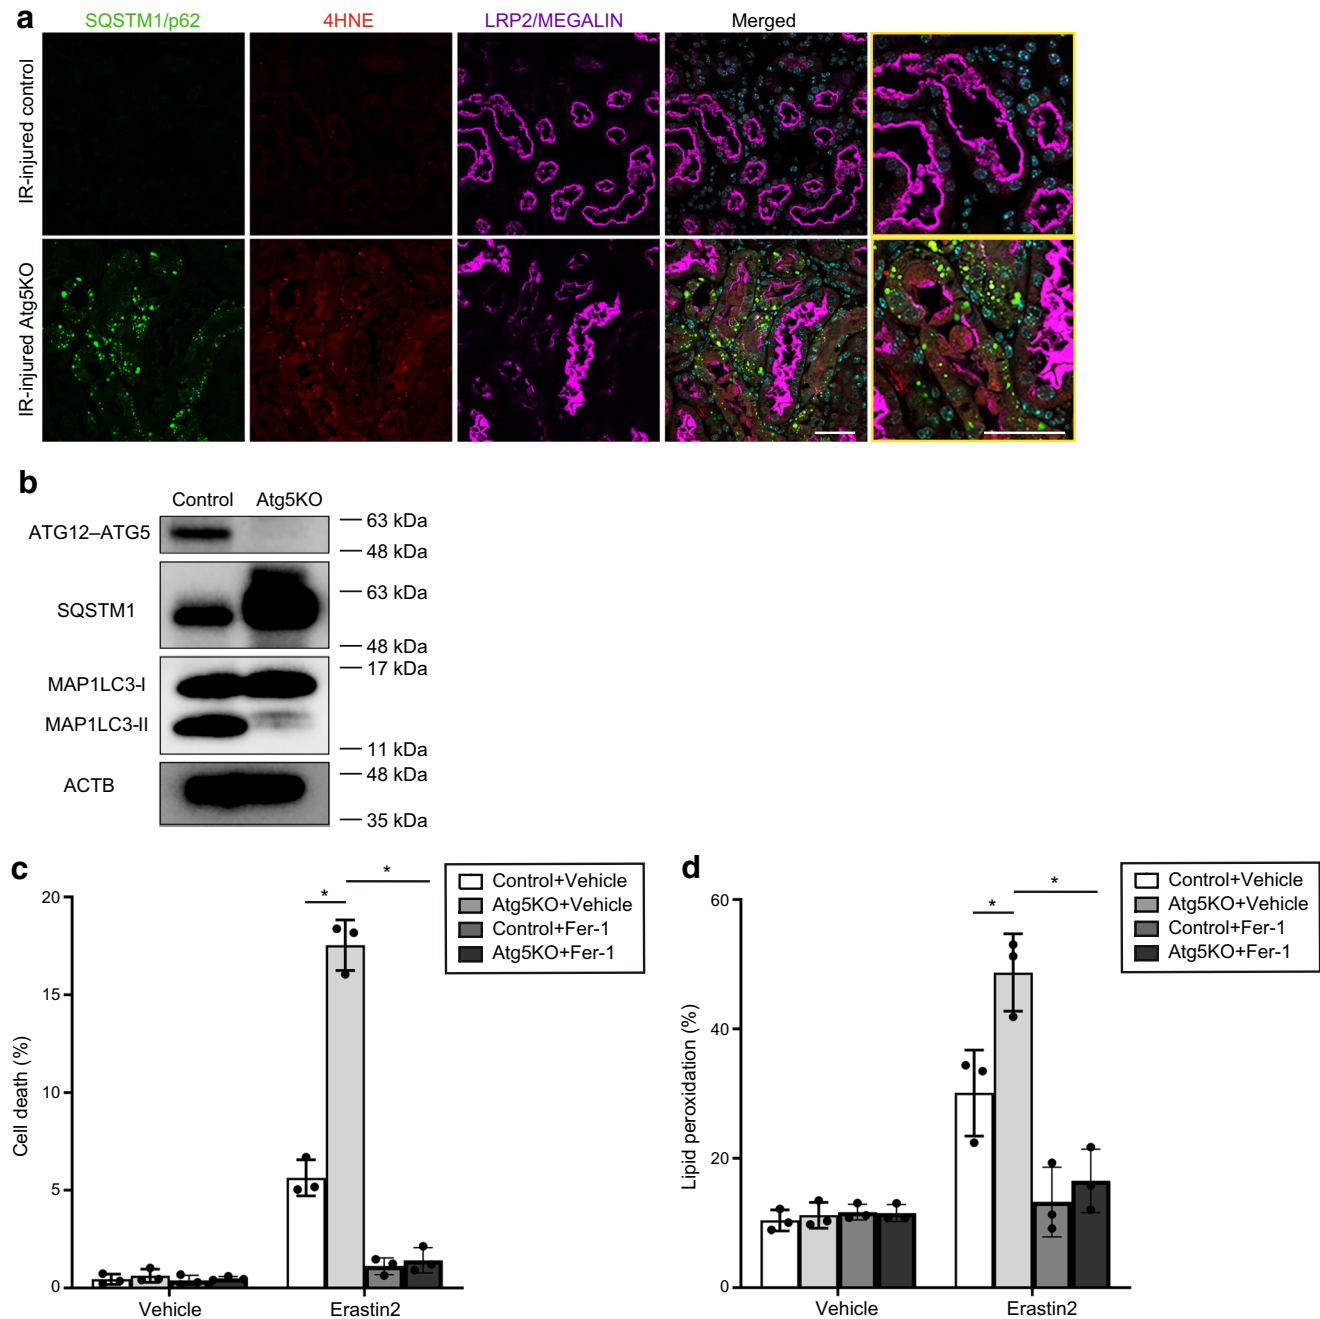 a
SQSTM1/p62
4HNE
LRP2/MEGALIN
Merged
IR-injured control
IR-injured Atg5KO
b
Control
Atg5KO
ATG12–ATG5
63 kDa
48 kDa
SQSTM1
63 kDa
48 kDa
MAP1LC3-I
MAP1LC3-II
17 kDa
11 kDa
ACTB
48 kDa
35 kDa
c
Cell death (%)
20
15
10
5
0
*
*
Vehicle
Erastin2
Control+Vehicle
Atg5KO+Vehicle
Control+Fer-1
Atg5KO+Fer-1
d
Lipid peroxidation (%)
60
40
20
0
*
*
Vehicle
Erastin2
Control+Vehicle
Atg5KO+Vehicle
Control+Fer-1
Atg5KO+Fer-1